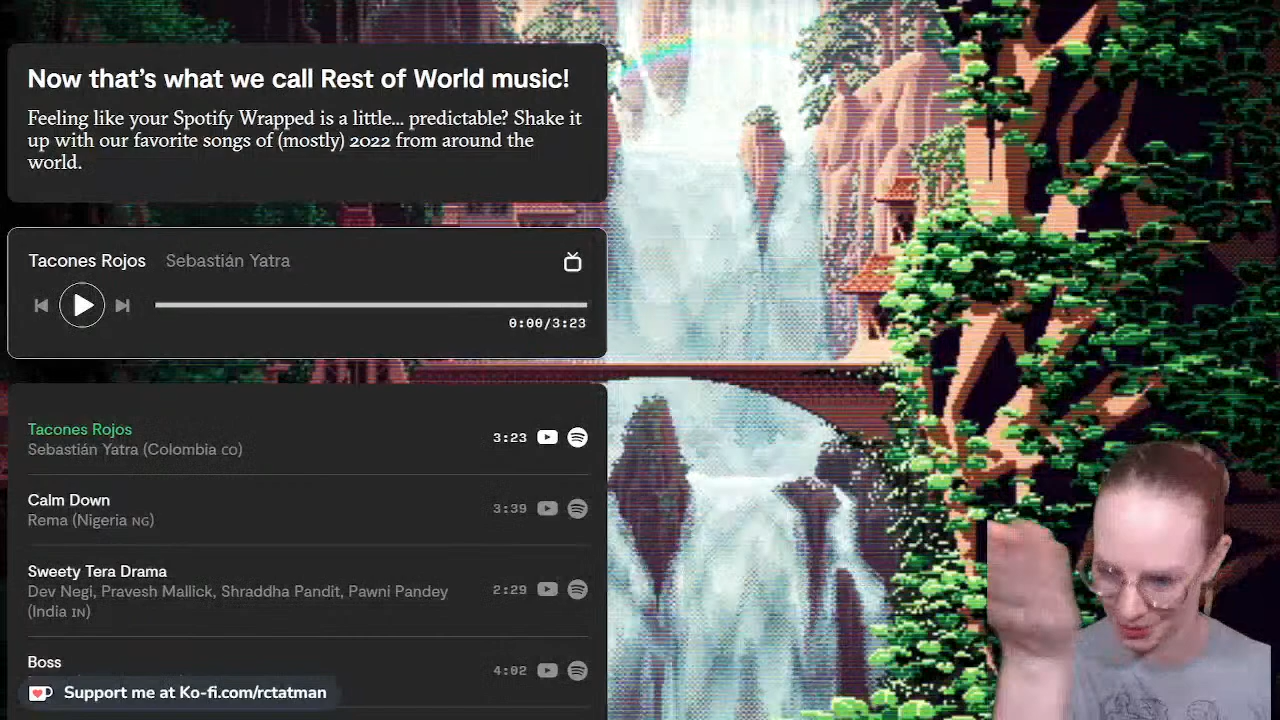 Now that’s what we call Rest of World music!
Feeling like your Spotify Wrapped is a little... predictable? Shake it
up with our favorite songs of (mostly) 2022 from around the
world.
Tacones Rojos Sebastián Yatra
0:00/3:23
Tacones Rojos
Sebastián Yatra (Colombia CO)
3:23
Calm Down
Rema (Nigeria NG)
3:39
Sweety Tera Drama
Dev Negi, Pravesh Mallick, Shraddha Pandit, Pawni Pandey
(India IN)
2:29
Boss
4:02
Support me at Ko-fi.com/rctatman